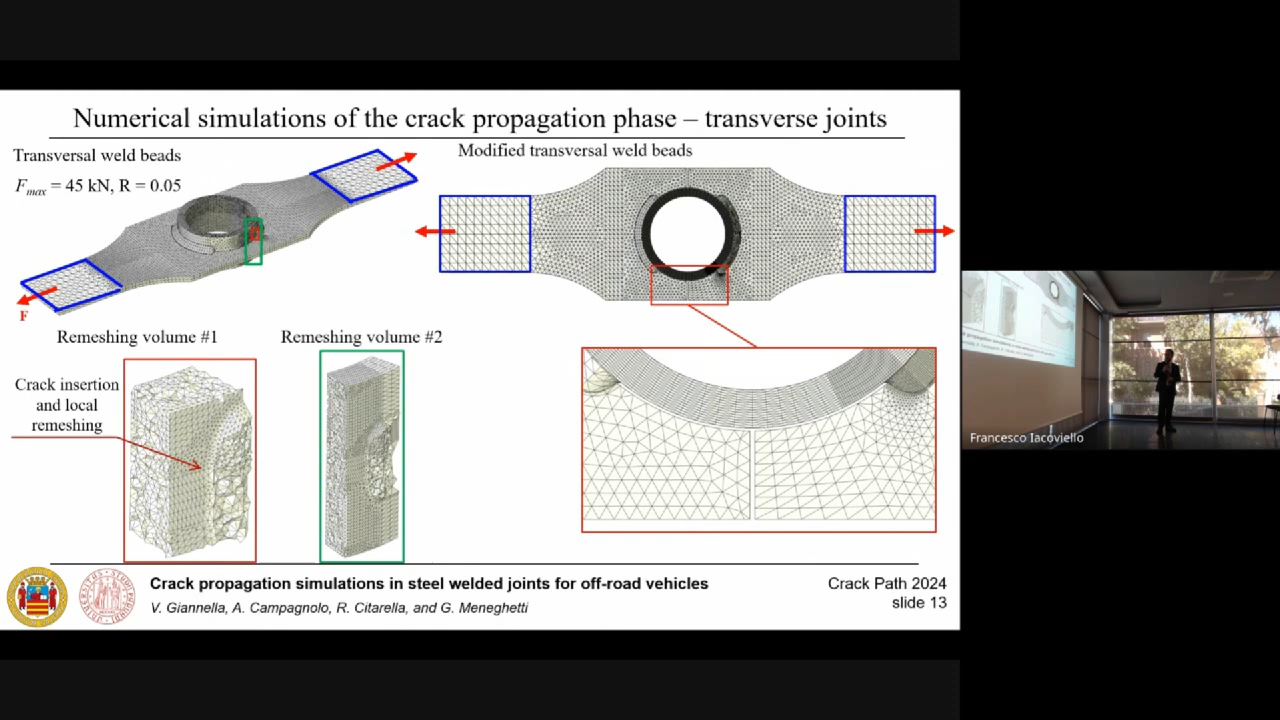 Numerical simulations of the crack propagation phase – transverse joints
Transversal weld beads
Fmax = 45 kN, R = 0.05
F
Modified transversal weld beads
Remeshing volume #1
Remeshing volume #2
Crack insertion
and local
remeshing
Crack propagation simulations in steel welded joints for off-road vehicles
V. Giannella, A. Campagnolo, R. Citarella, and G. Meneghetti
Crack Path 2024
slide 13
Francesco Iacoviello